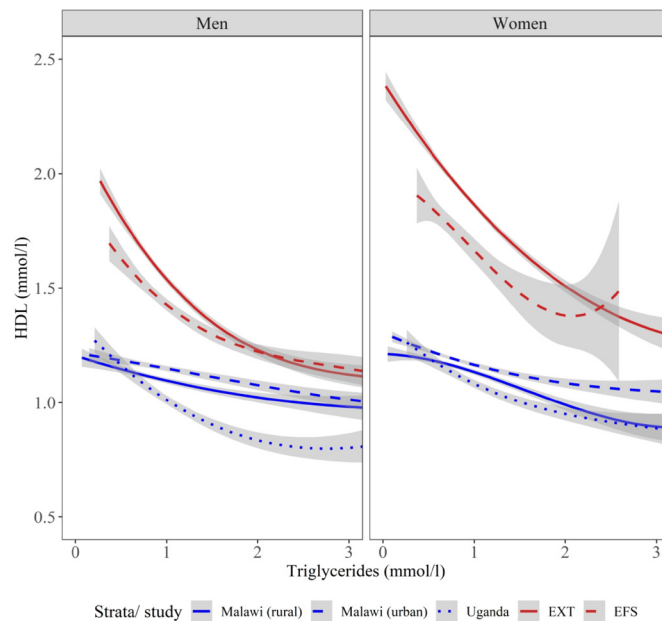 Men Women
2.5
2.0
HDL (mmol/l)
1.5
1.0
0.5
0 1 2 3 0 1 2 3
Triglycerides (mmol/l)
Strata/ study Malawi (rural) Malawi (urban) Uganda EXT EFS